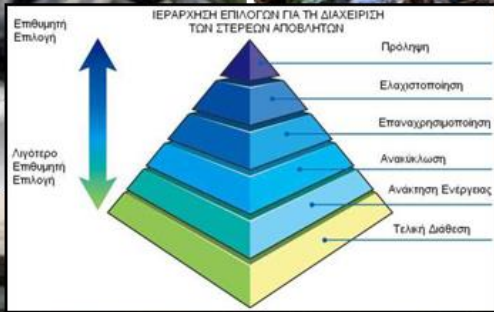 ΙΕΡΑΡΧΗΣΗ ΕΠΙΛΟΓΩΝ ΓΙΑ ΤΗ ΔΙΑΧΕΙΡΙΣΗ
ΤΩΝ ΣΤΕΡΕΩΝ ΑΠΟΒΛΗΤΩΝ
Επιθυμητή
Επιλογή
Πρόληψη
Ελαχιστοποίηση
Επαναχρησιμοποίηση
Λιγότερο
Επιθυμητή
Επιλογή
Ανακύκλωση
Ανάκτηση Ενέργειας
Τελική Διάθεση